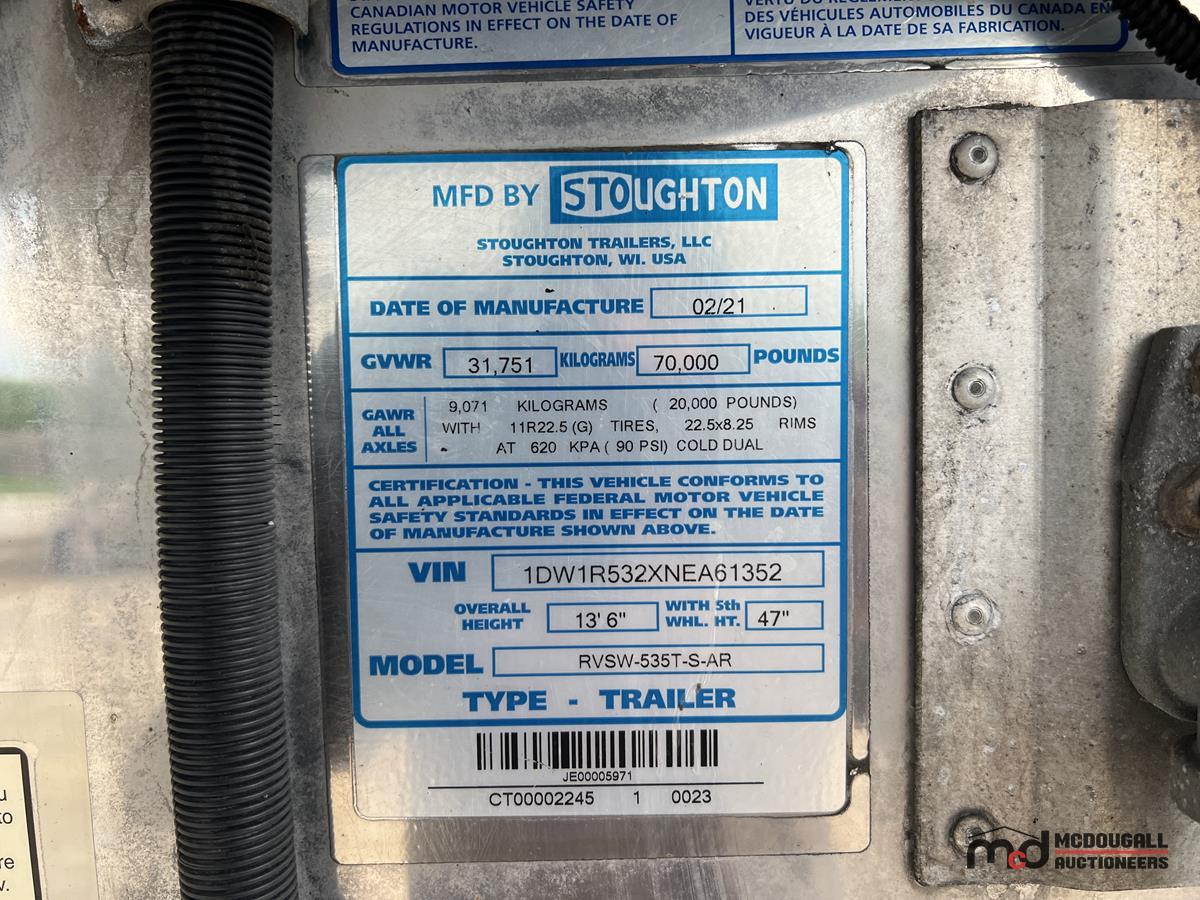 CANADIAN MOTOR VEHICLE SAFETY
REGULATIONS IN EFFECT ON THE DATE OF
MANUFACTURE.
DES VÉHICULES AUTOMOBILES DU CANADA EN
VIGUEUR À LA DATE DE SA FABRICATION.
MFD BY STOUGHTON
STOUGHTON TRAILERS, LLC
STOUGHTON, WI. USA
DATE OF MANUFACTURE 02/21
GVWR 31,751 KILOGRAMS 70,000 POUNDS
GAWR ALL AXLES
9,071 KILOGRAMS ( 20,000 POUNDS)
WITH 11R22.5 (G) TIRES, 22.5x8.25 RIMS
AT 620 KPA ( 90 PSI) COLD DUAL
CERTIFICATION - THIS VEHICLE CONFORMS TO
ALL APPLICABLE FEDERAL MOTOR VEHICLE
SAFETY STANDARDS IN EFFECT ON THE DATE
OF MANUFACTURE SHOWN ABOVE.
VIN 1DW1R532XNEA61352
OVERALL HEIGHT 13' 6" WITH 5th WHL. HT. 47"
MODEL RVSW-535T-S-AR
TYPE - TRAILER
JE00005971
CT00002245 1 0023
mcd MCDOUGALL
AUCTIONEERS